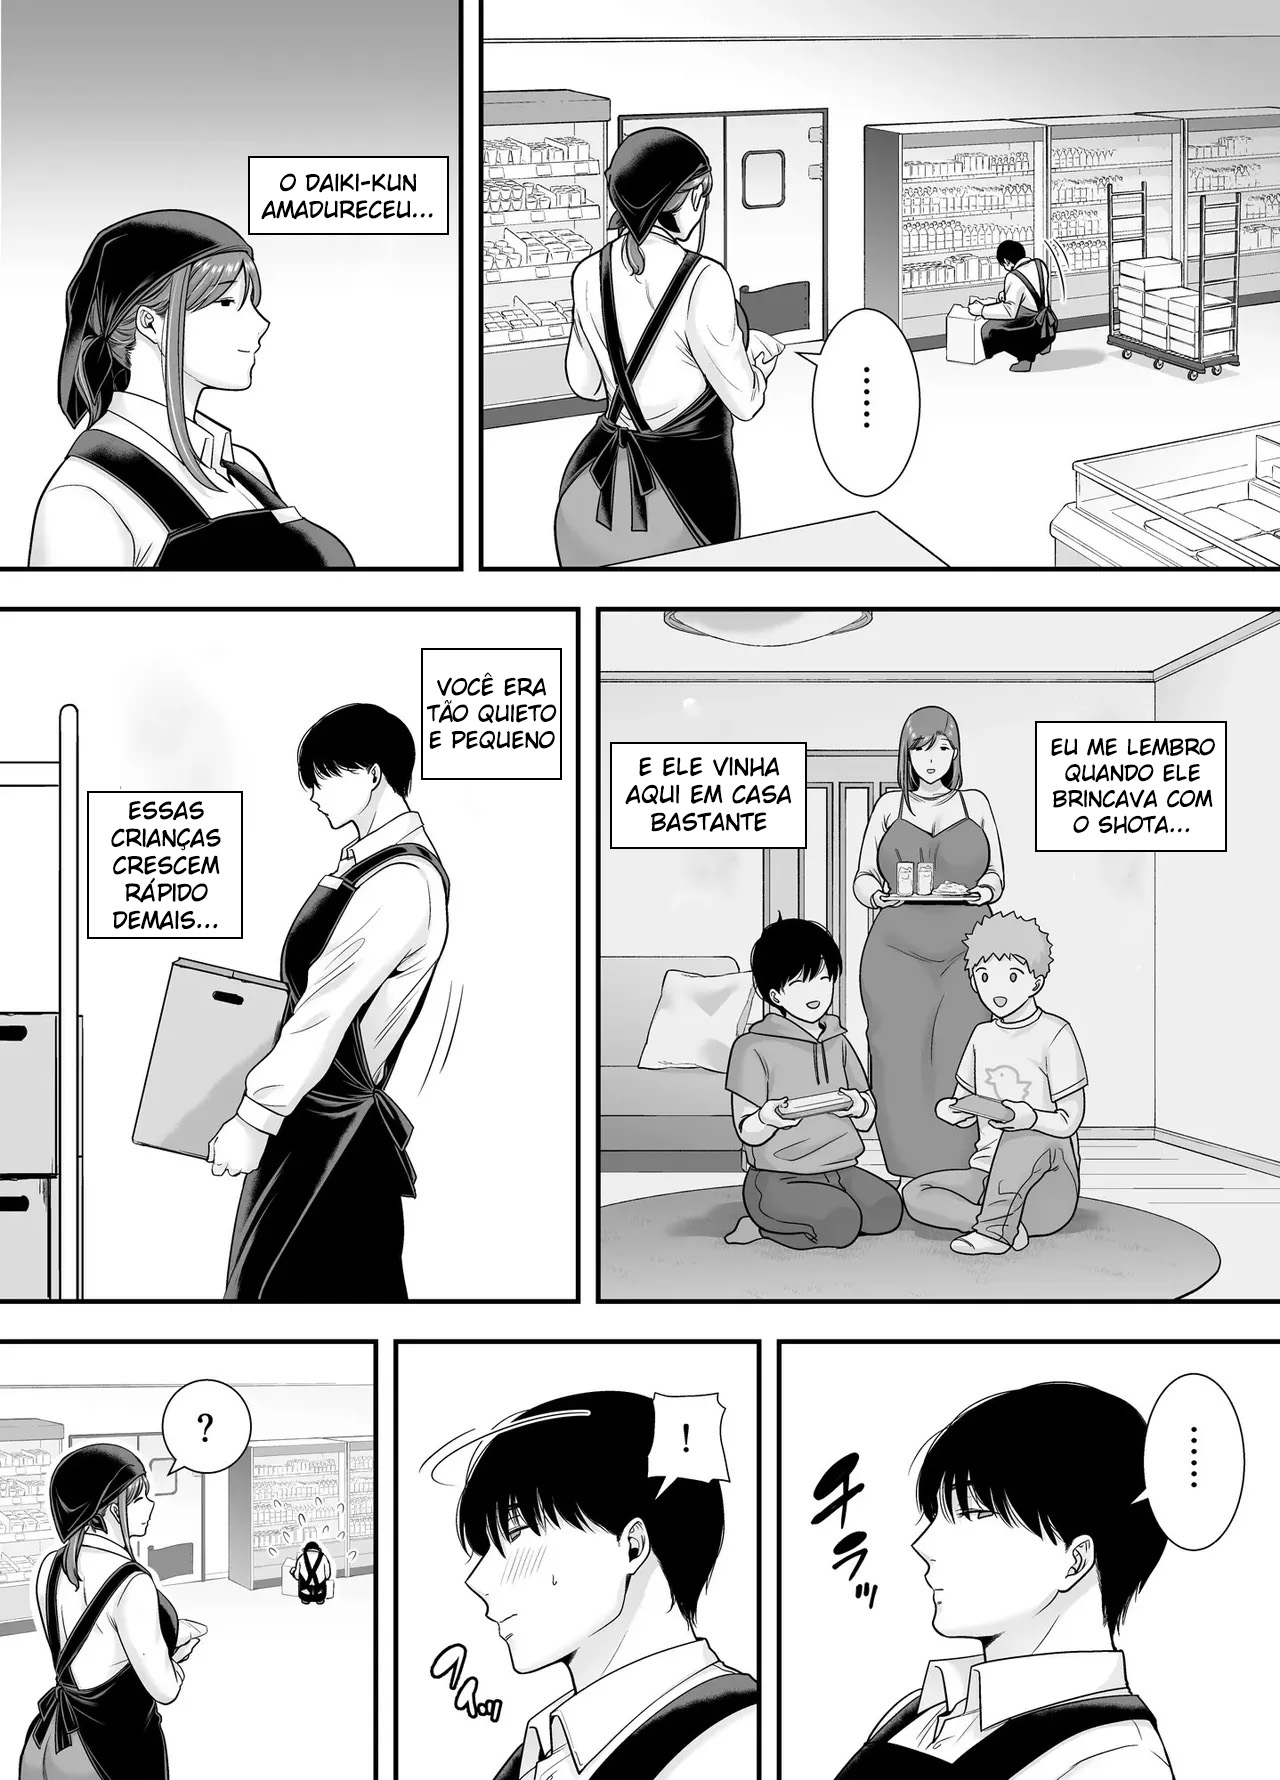 ......
O DAIKI-KUN
AMADURECEU...
EU ME LEMBRO
QUANDO ELE
BRINCAVA COM
O SHOTA...
E ELE VINHA
AQUI EM CASA
BASTANTE
VOCÊ ERA
TÃO QUIETO
E PEQUENO
ESSAS
CRIANÇAS
CRESCEM
RÁPIDO
DEMAIS...
......
チラッ
!
?